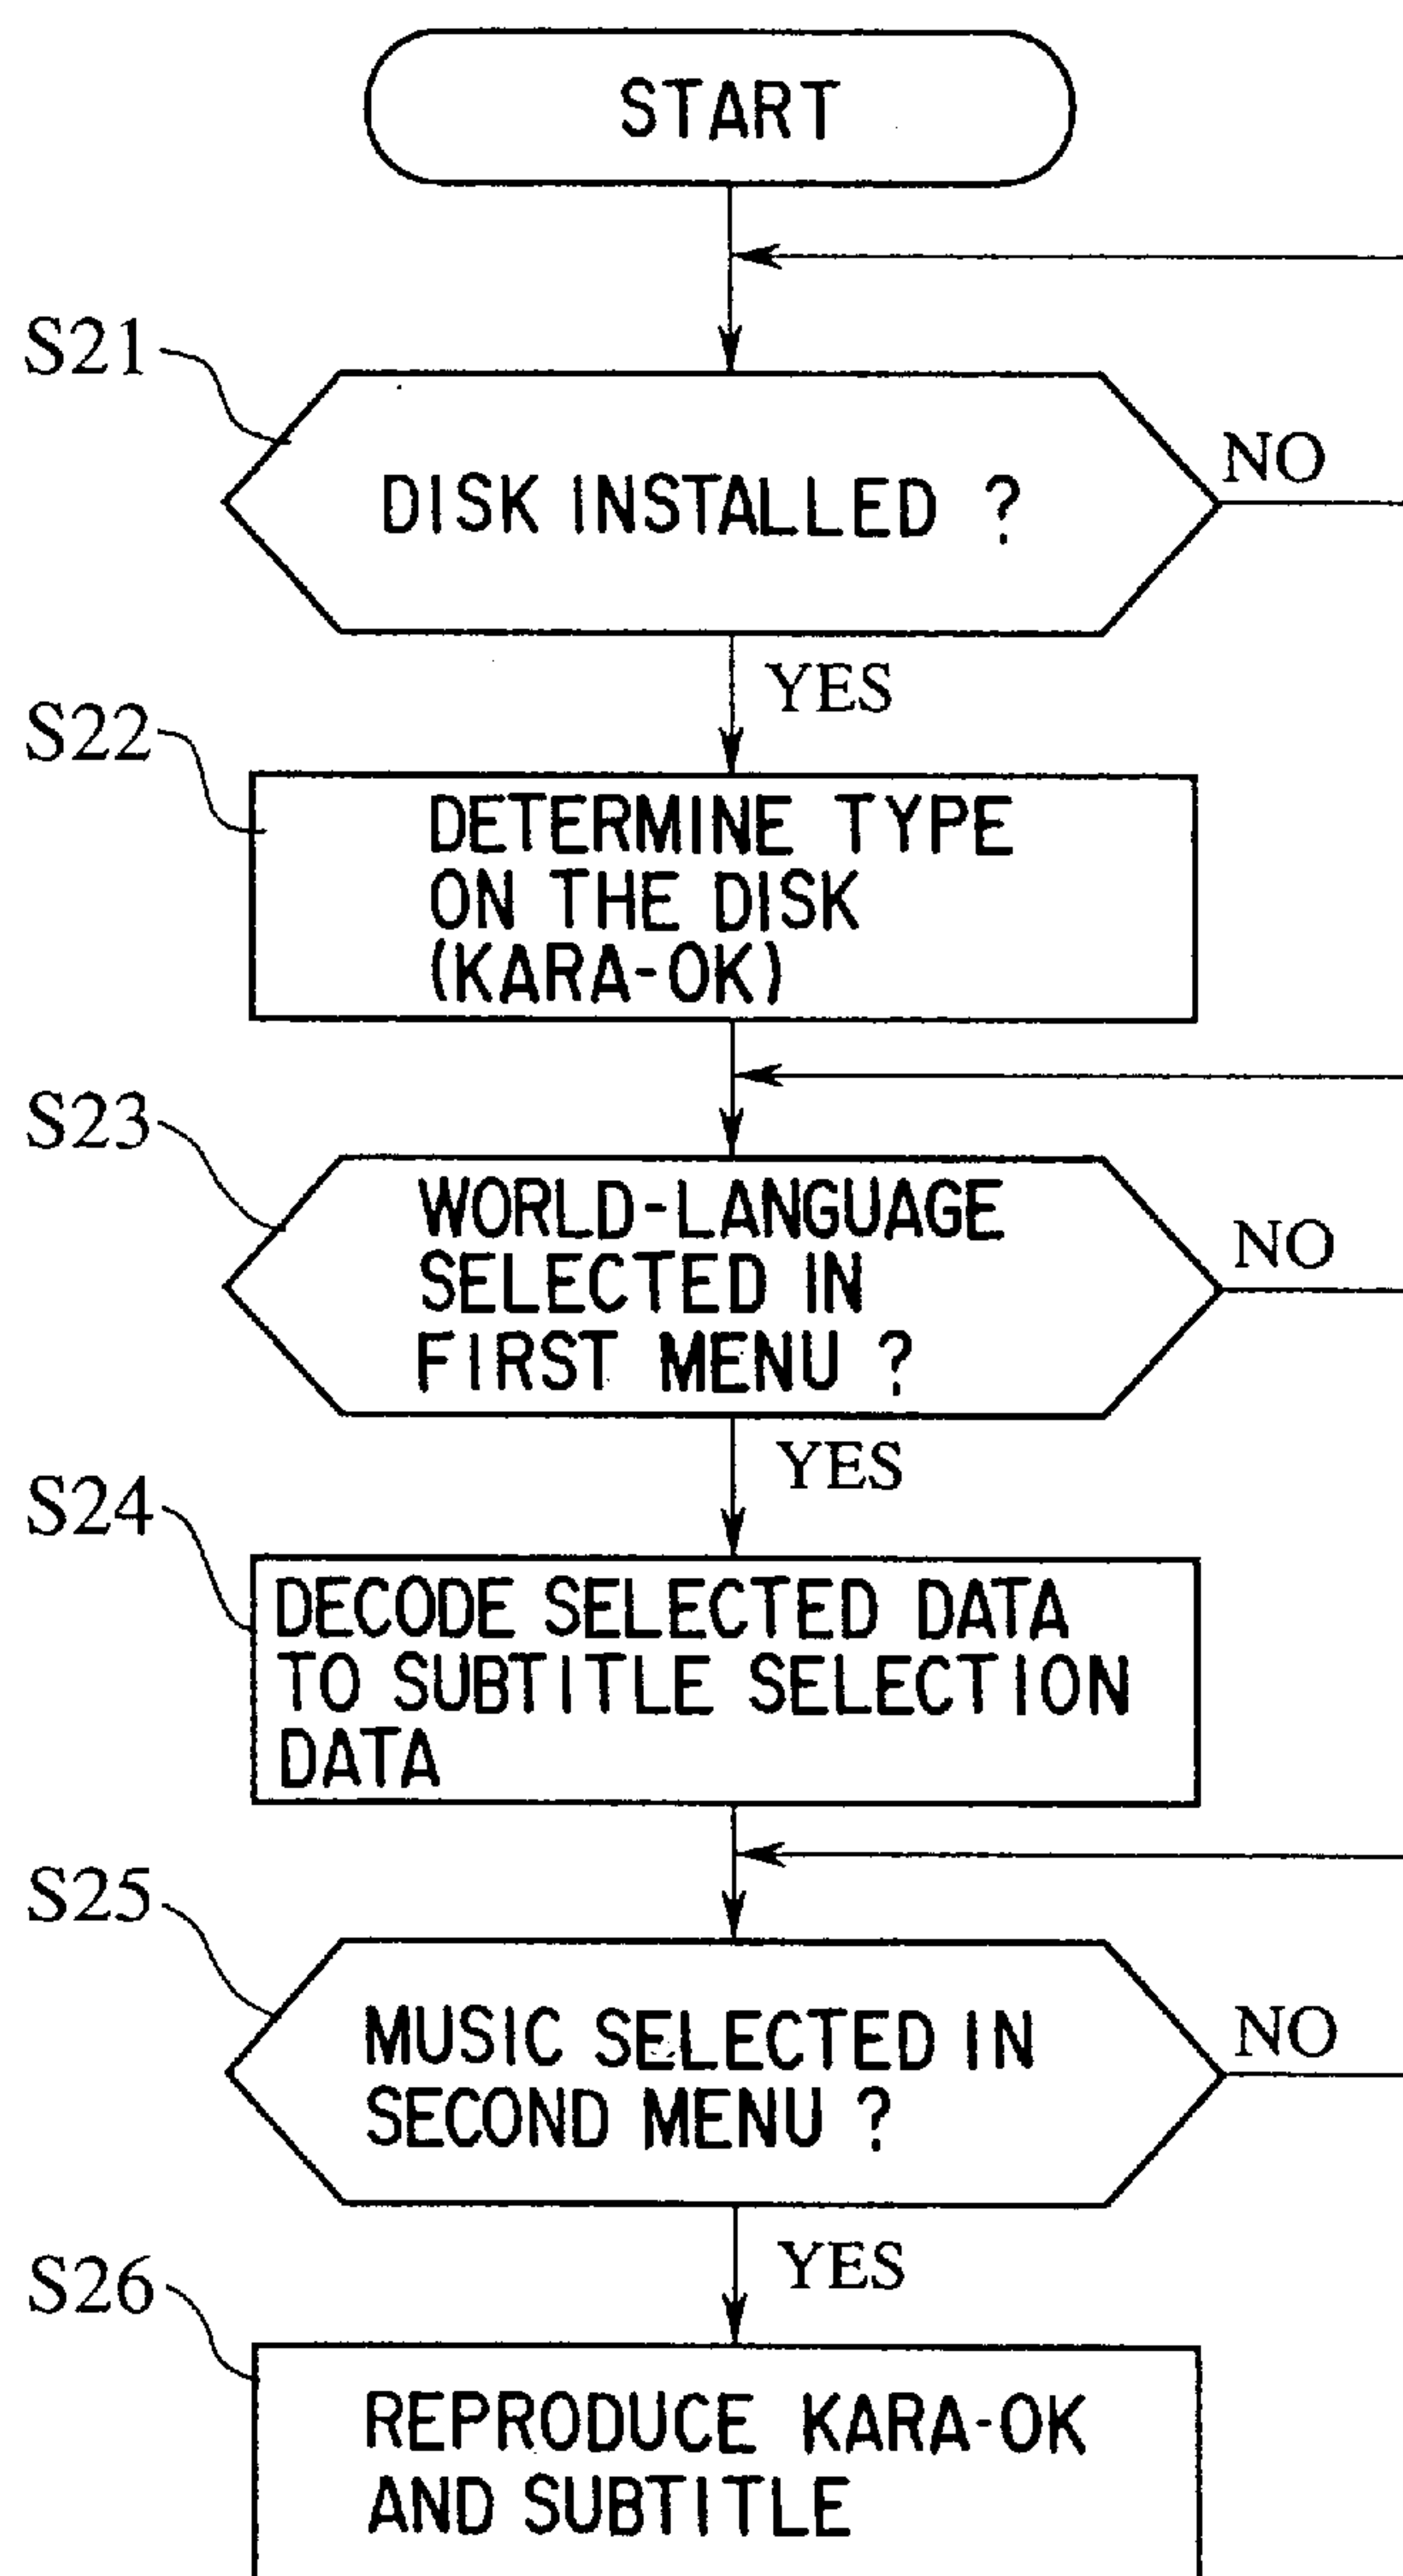 START
S21
DISK INSTALLED ?
NO
YES
S22
DETERMINE TYPE
ON THE DISK
(KARA-OK)
S23
WORLD-LANGUAGE
SELECTED IN
FIRST MENU ?
NO
YES
S24
DECODE SELECTED DATA
TO SUBTITLE SELECTION
DATA
S25
MUSIC SELECTED IN
SECOND MENU ?
NO
YES
S26
REPRODUCE KARA-OK
AND SUBTITLE